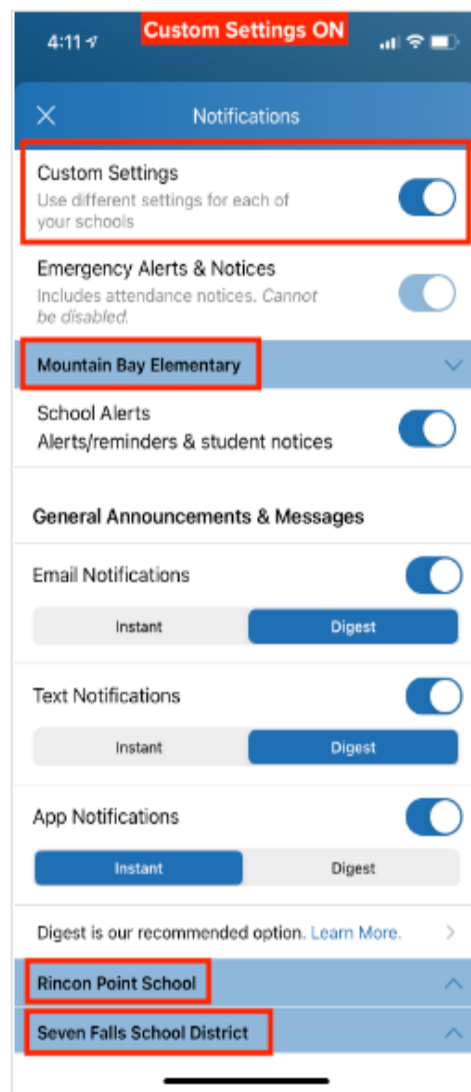 Custom Settings ON
4:11
Notifications
Custom Settings
Use different settings for each of
your schools
Emergency Alerts & Notices
Includes attendance notices. Cannot
be disabled.
Mountain Bay Elementary
School Alerts
Alerts/reminders & student notices
General Announcements & Messages
Email Notifications
Instant Digest
Text Notifications
Instant Digest
App Notifications
Instant Digest
Digest is our recommended option. Learn More.
Rincon Point School
Seven Falls School District